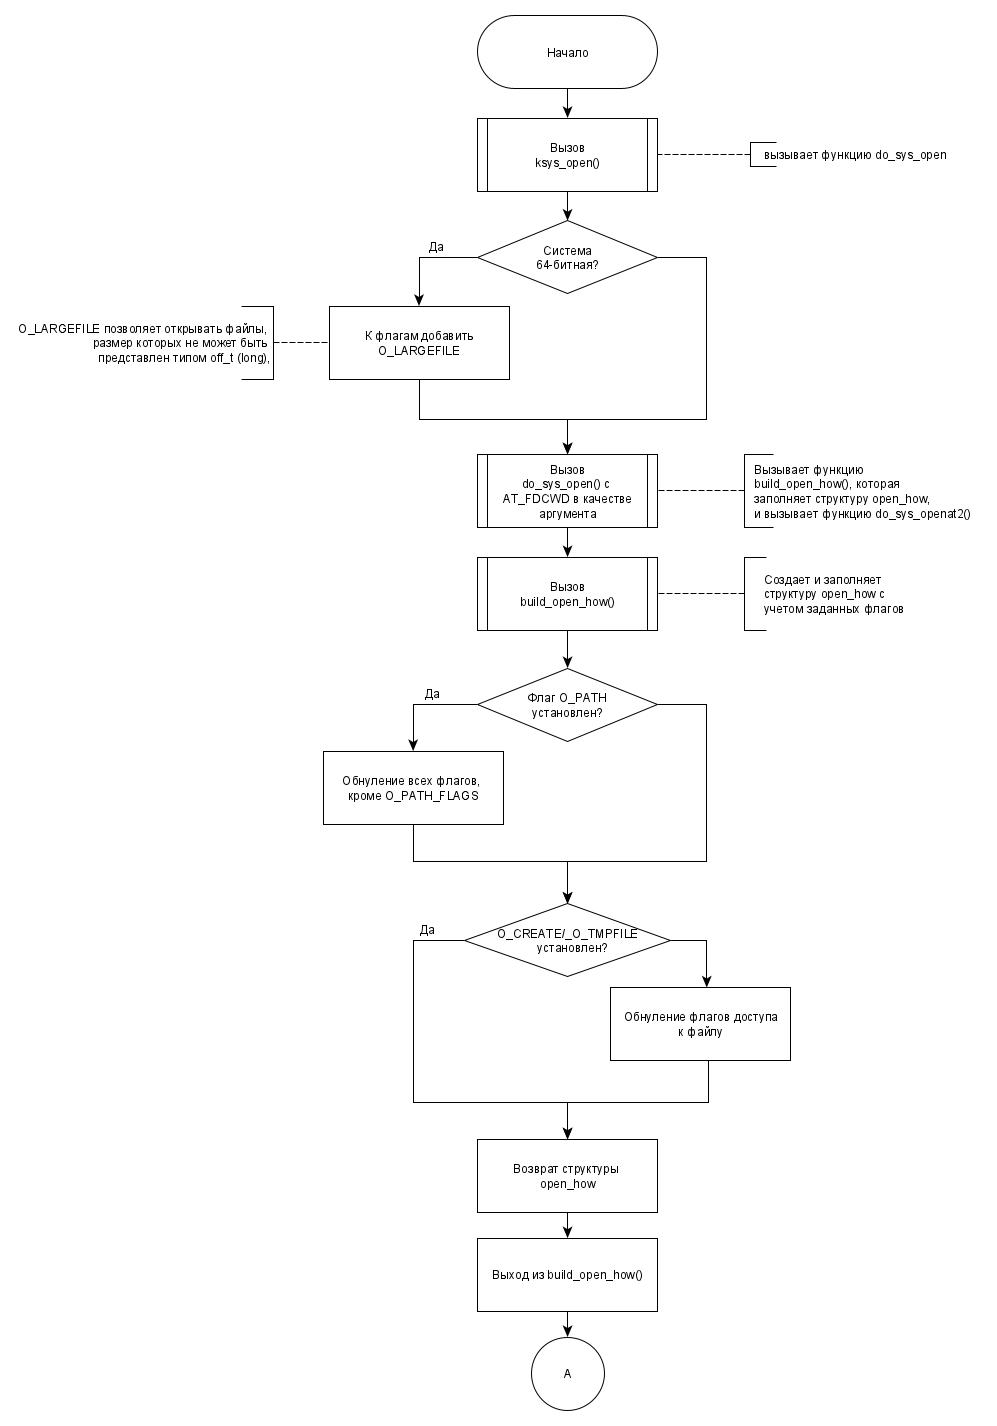 Начало
Вызов
ksys_open()
вызывает функцию do_sys_open
Система
64-битная?
Да
К флагам добавить
O_LARGEFILE
O_LARGEFILE позволяет открывать файлы,
размер которых не может быть
представлен типом off_t (long),
Вызов
do_sys_open() с
AT_FDCWD в качестве
аргумента
Вызывает функцию
build_open_how(), которая
заполняет структуру open_how,
и вызывает функцию do_sys_openat2()
Вызов
build_open_how()
Создает и заполняет
структуру open_how с
учетом заданных флагов
Флаг O_PATH
установлен?
Да
Обнуление всех флагов,
кроме O_PATH_FLAGS
O_CREATE/_O_TMPFILE
установлен?
Да
Обнуление флагов доступа
к файлу
Возврат структуры
open_how
Выход из build_open_how()
А